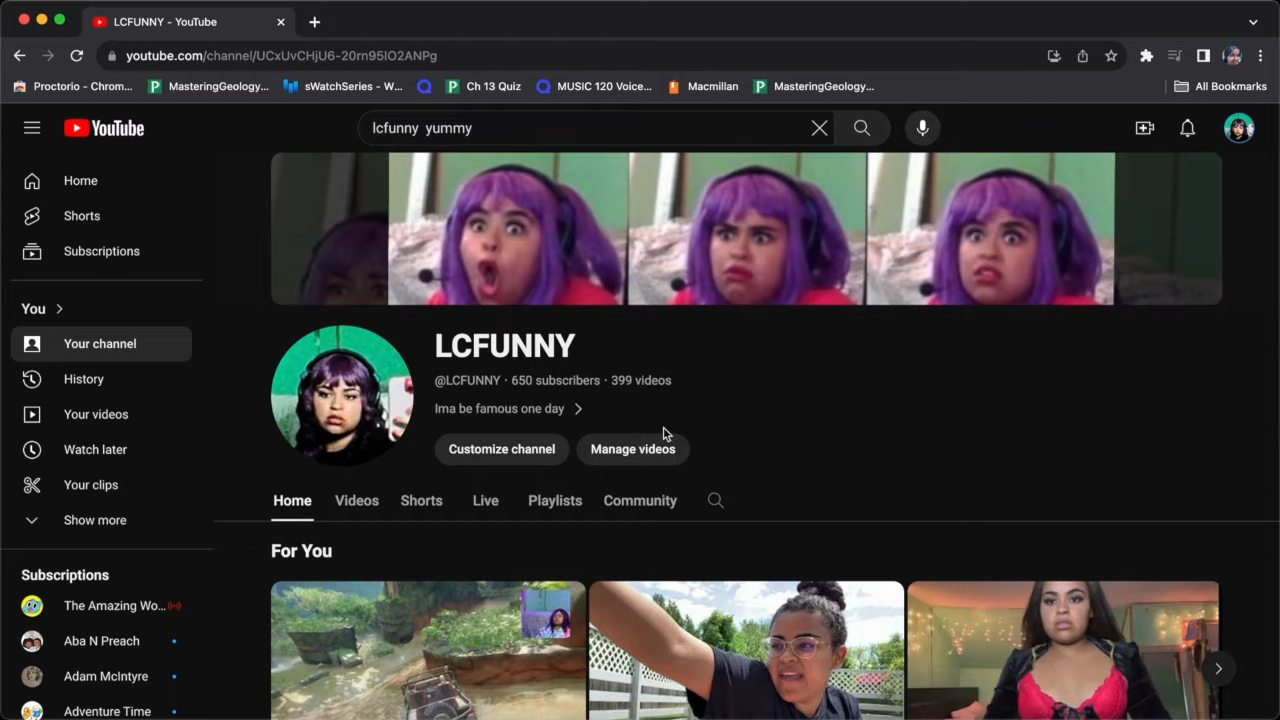 LCFUNNY - YouTube
youtube.com/channel/UCxUvCHjU6-20rn95IO2ANPg
Proctorio - Chrom...
MasteringGeology...
sWatchSeries - W...
Ch 13 Quiz
MUSIC 120 Voice...
Macmillan
MasteringGeology...
All Bookmarks
YouTube
lcfunny yummy
Home
Shorts
Subscriptions
You
Your channel
History
Your videos
Watch later
Your clips
Show more
Subscriptions
The Amazing Wo...
Aba N Preach
Adam McIntyre
Adventure Time
LCFUNNY
@LCFUNNY · 650 subscribers · 399 videos
Ima be famous one day
Customize channel
Manage videos
Home Videos Shorts Live Playlists Community
For You